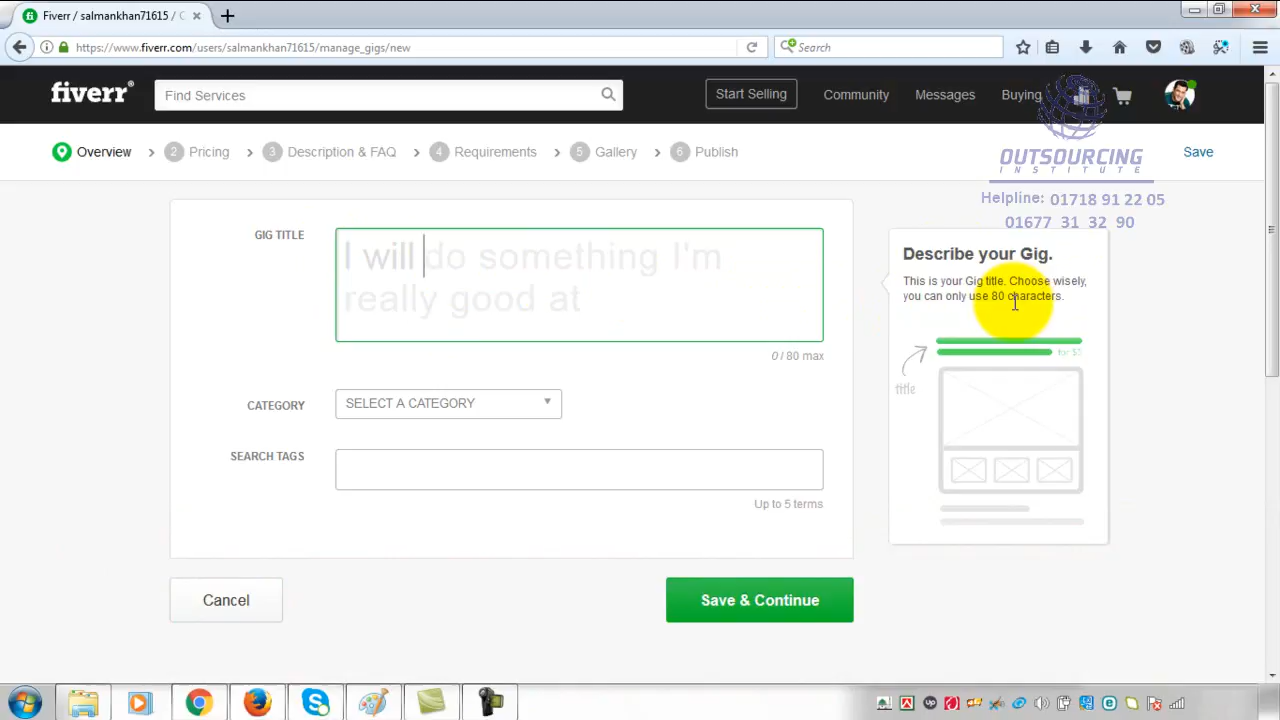 Fiverr / salmankhan71615 / C
https://www.fiverr.com/users/salmankhan71615/manage_gigs/new
Search
fiverr
Find Services
Start Selling
Community
Messages
Buying
Overview
2 Pricing
3 Description & FAQ
4 Requirements
5 Gallery
6 Publish
Save
OUTSOURCING
INSTITUTE
Helpline: 01718 91 22 05
01677 31 32 90
GIG TITLE
I will do something I'm
really good at
0 / 80 max
CATEGORY
SELECT A CATEGORY
SEARCH TAGS
Up to 5 terms
Describe your Gig.
This is your Gig title. Choose wisely,
you can only use 80 characters.
for $5
title
Cancel
Save & Continue